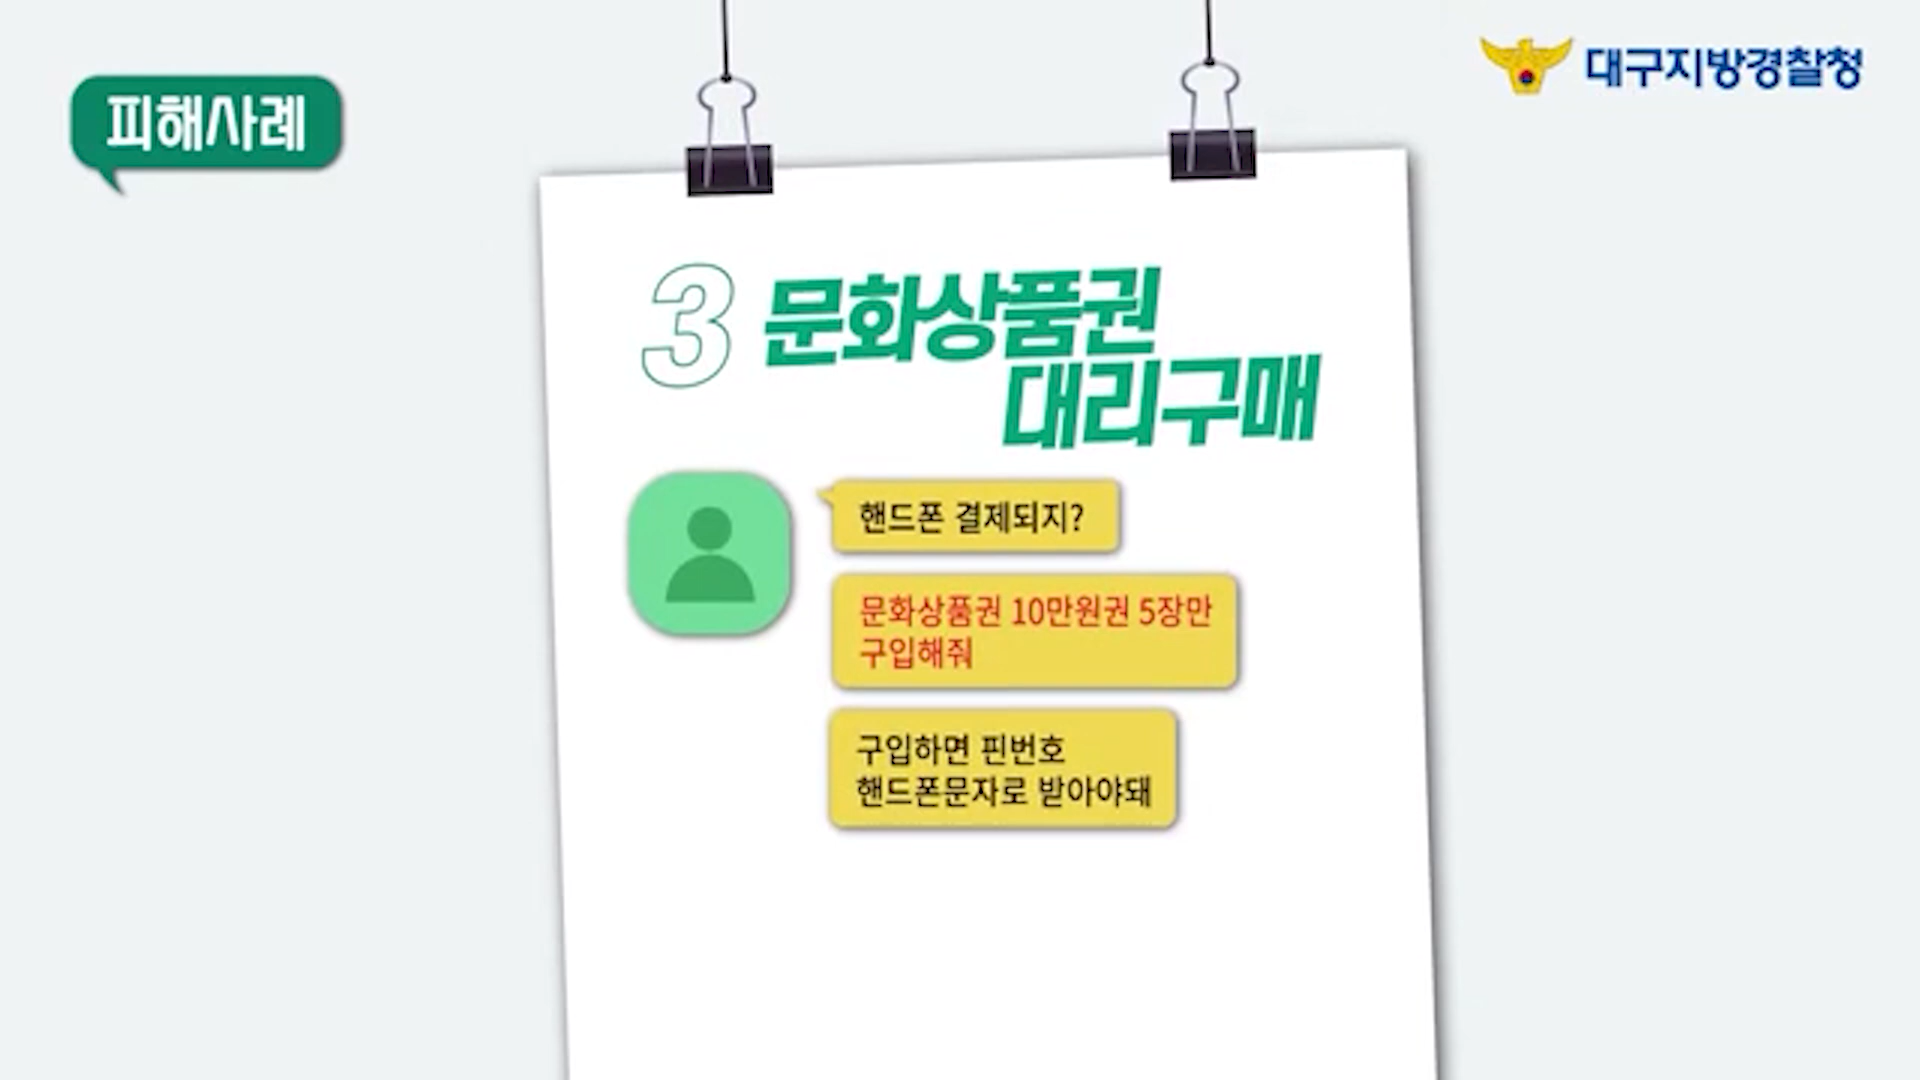 피해사례
대구지방경찰청
3 문화상품권
대리구매
핸드폰 결제되지?
문화상품권 10만원권 5장만
구입해줘
구입하면 핀번호
핸드폰문자로 받아야돼